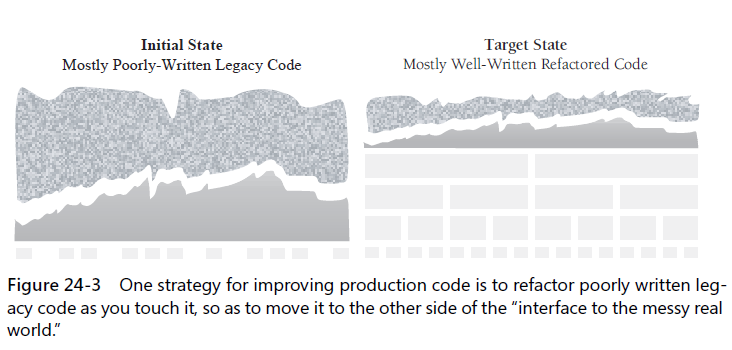 Initial State
Mostly Poorly-Written Legacy Code
Target State
Mostly Well-Written Refactored Code
Figure 24-3 One strategy for improving production code is to refactor poorly written leg-
acy code as you touch it, so as to move it to the other side of the “interface to the messy real
world.”